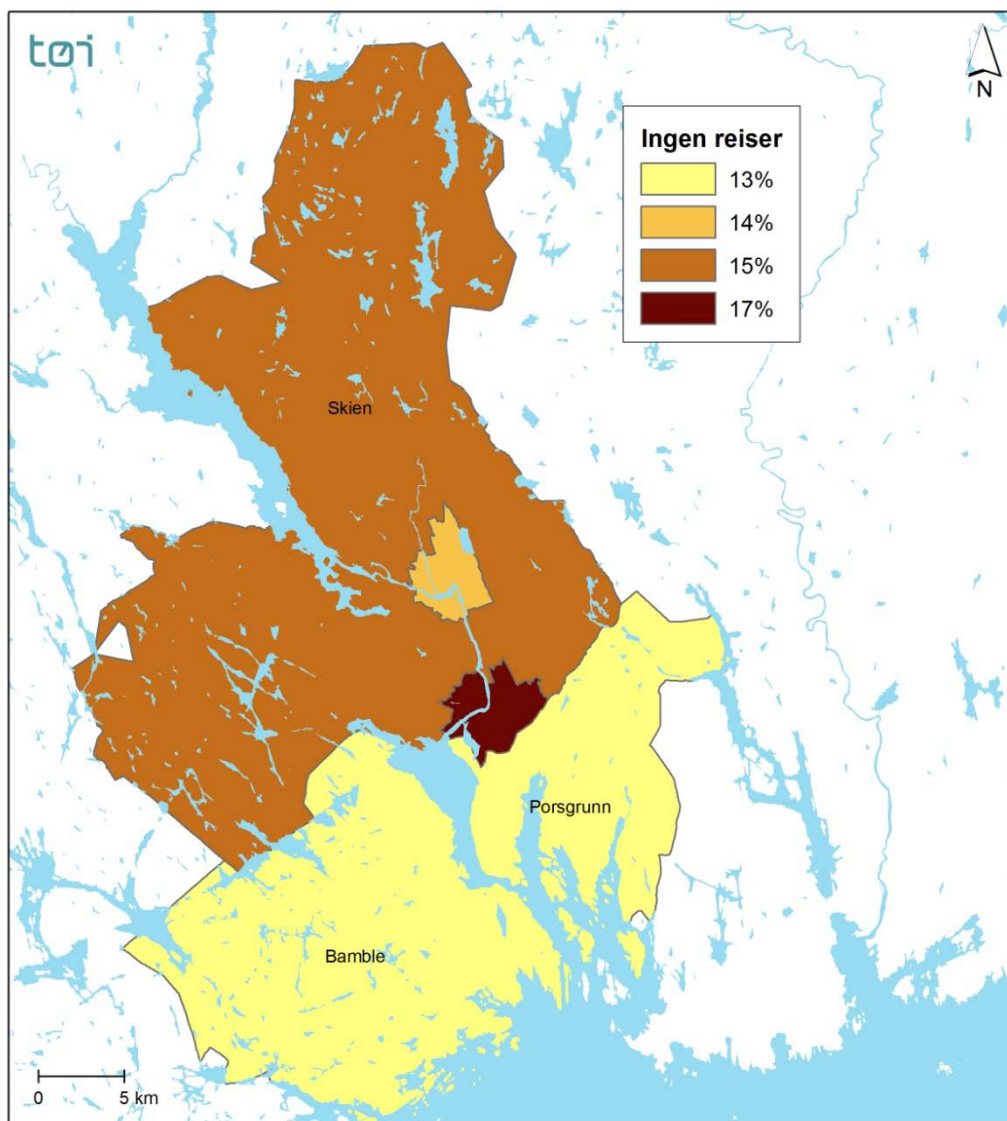 tøi
N
Ingen reiser
13%
14%
15%
17%
Skien
Porsgrunn
Bamble
0 5 km